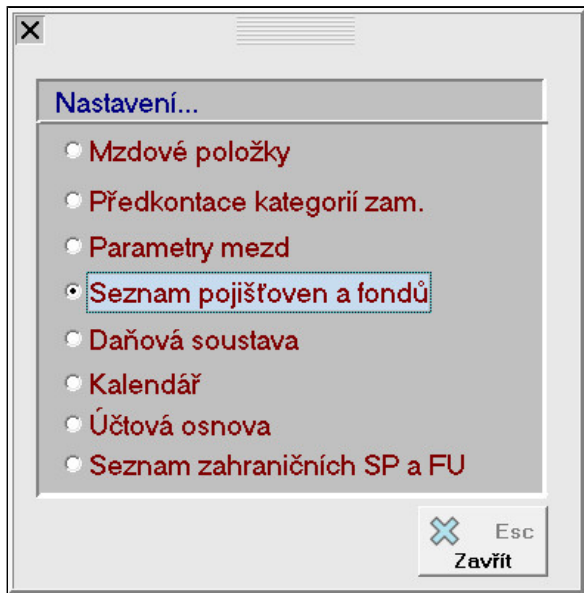 Nastavení...
Mzdové položky
Předkontace kategorií zam.
Parametry mezd
Seznam pojišťoven a fondů
Daňová soustava
Kalendář
Účtová osnova
Seznam zahraničních SP a FU
Esc
Zavřít